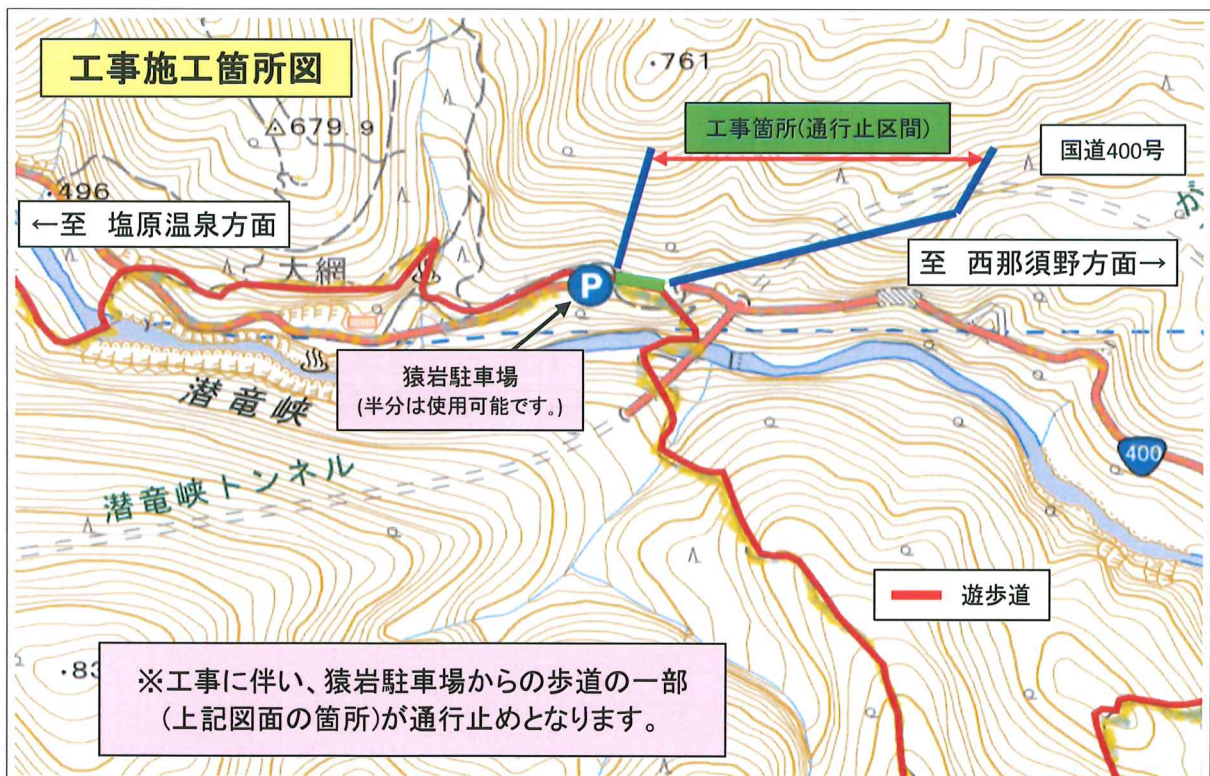 工事施工箇所図
・761
△679.9
工事箇所(通行止区間)
国道400号
・496
←至 塩原温泉方面
至 西那須野方面→
が
大網
P
猿岩駐車場
(半分は使用可能です。)
潜竜峡
400
潜竜峡トンネル
遊歩道
・83
※工事に伴い、猿岩駐車場からの歩道の一部
(上記図面の箇所)が通行止めとなります。